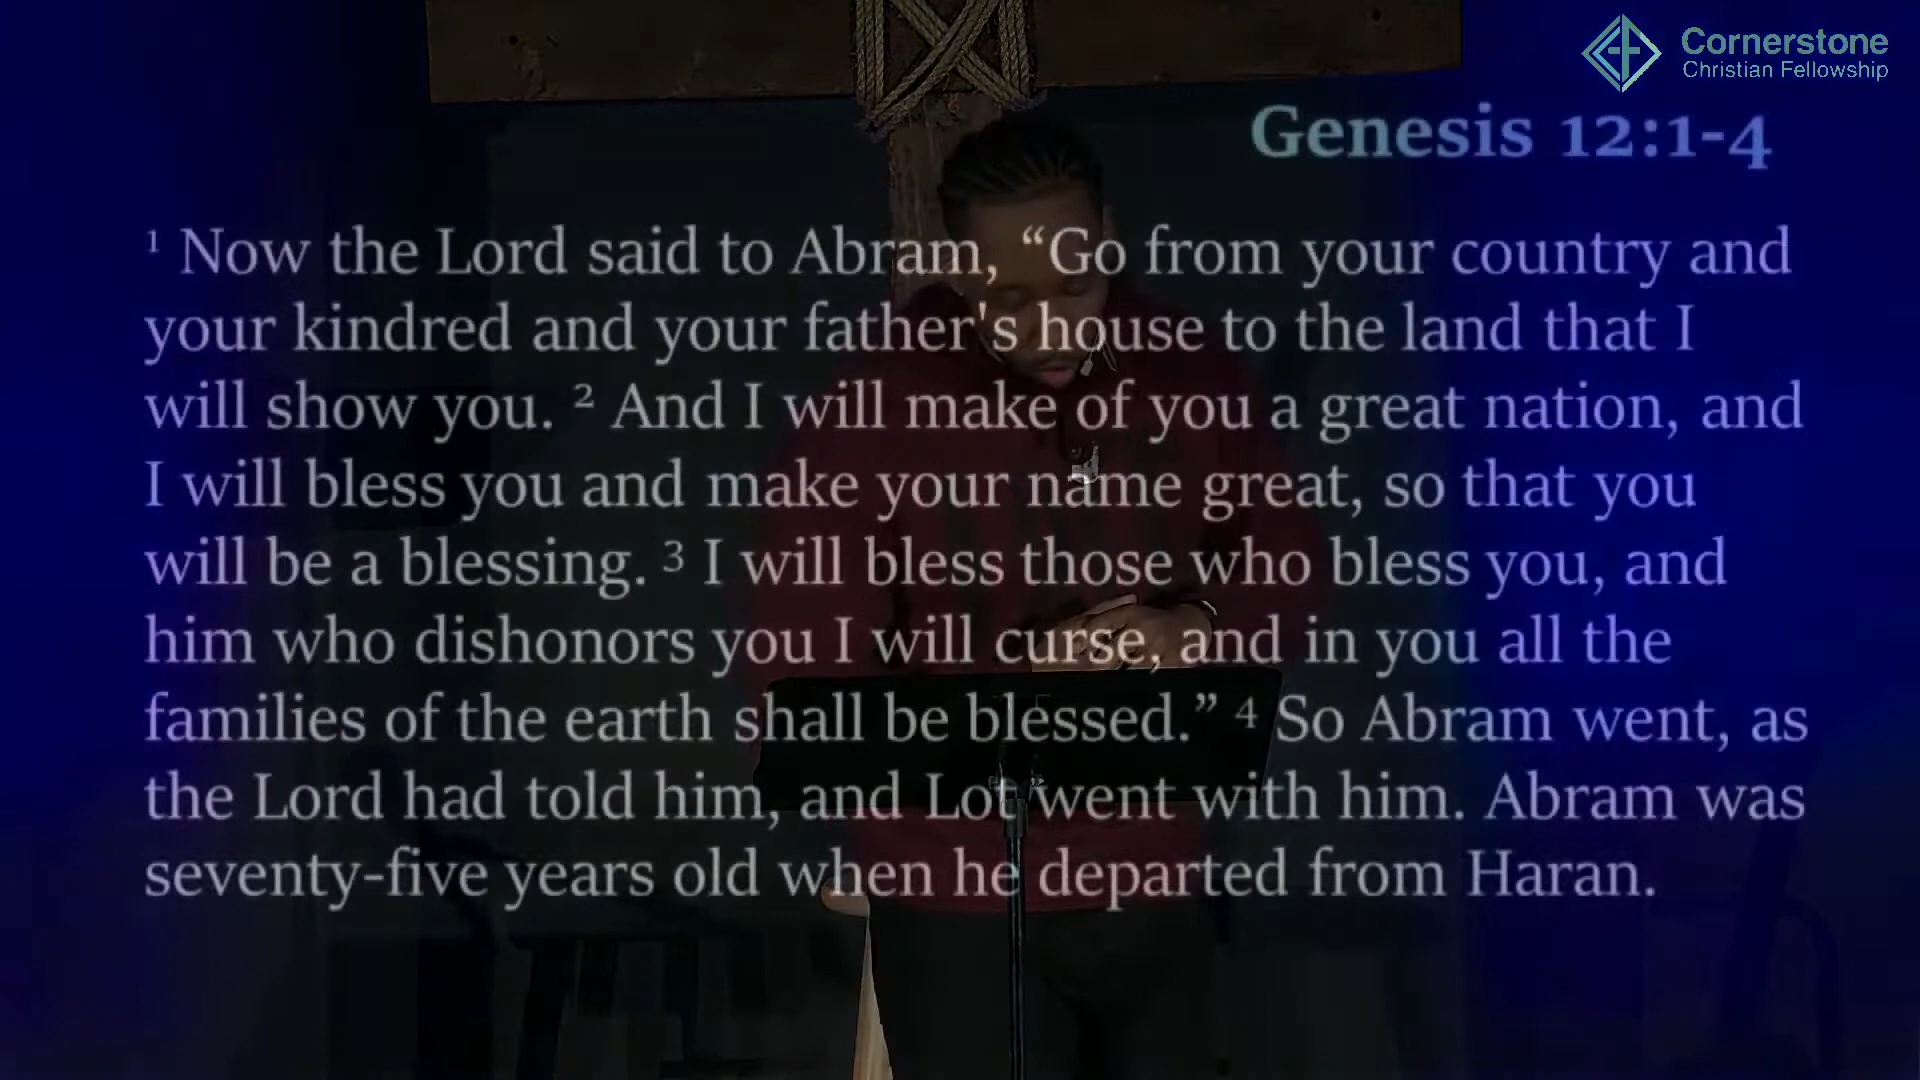 Cornerstone
Christian Fellowship
Genesis 12:1-4
¹ Now the Lord said to Abram, “Go from your country and
your kindred and your father's house to the land that I
will show you. ² And I will make of you a great nation, and
I will bless you and make your name great, so that you
will be a blessing. ³ I will bless those who bless you, and
him who dishonors you I will curse, and in you all the
families of the earth shall be blessed.” ⁴ So Abram went, as
the Lord had told him, and Lot went with him. Abram was
seventy-five years old when he departed from Haran.